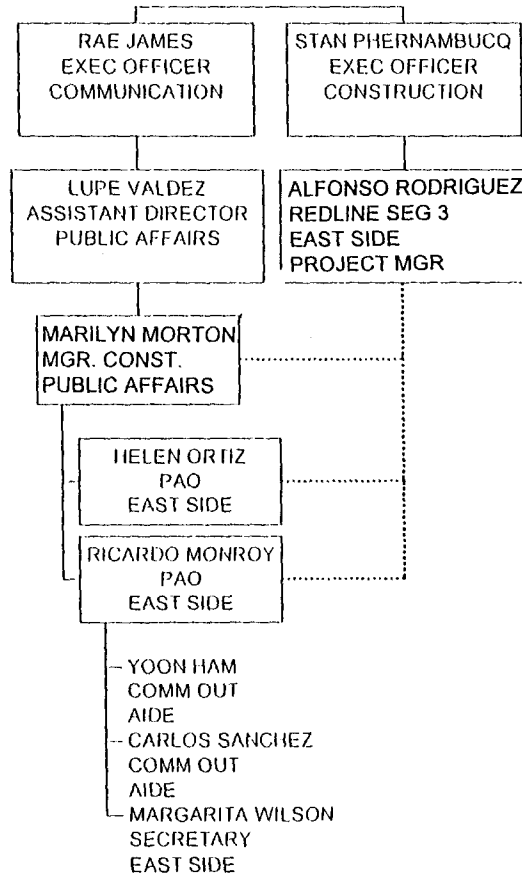 RAE JAMES
EXEC OFFICER
COMMUNICATION
STAN PHERNAMBUCQ
EXEC OFFICER
CONSTRUCTION
LUPE VALDEZ
ASSISTANT DIRECTOR
PUBLIC AFFAIRS
ALFONSO RODRIGUEZ
REDLINE SEG 3
EAST SIDE
PROJECT MGR
MARILYN MORTON
MGR. CONST.
PUBLIC AFFAIRS
HELEN ORTIZ
PAO
EAST SIDE
RICARDO MONROY
PAO
EAST SIDE
YOON HAM
COMM OUT
AIDE
CARLOS SANCHEZ
COMM OUT
AIDE
MARGARITA WILSON
SECRETARY
EAST SIDE